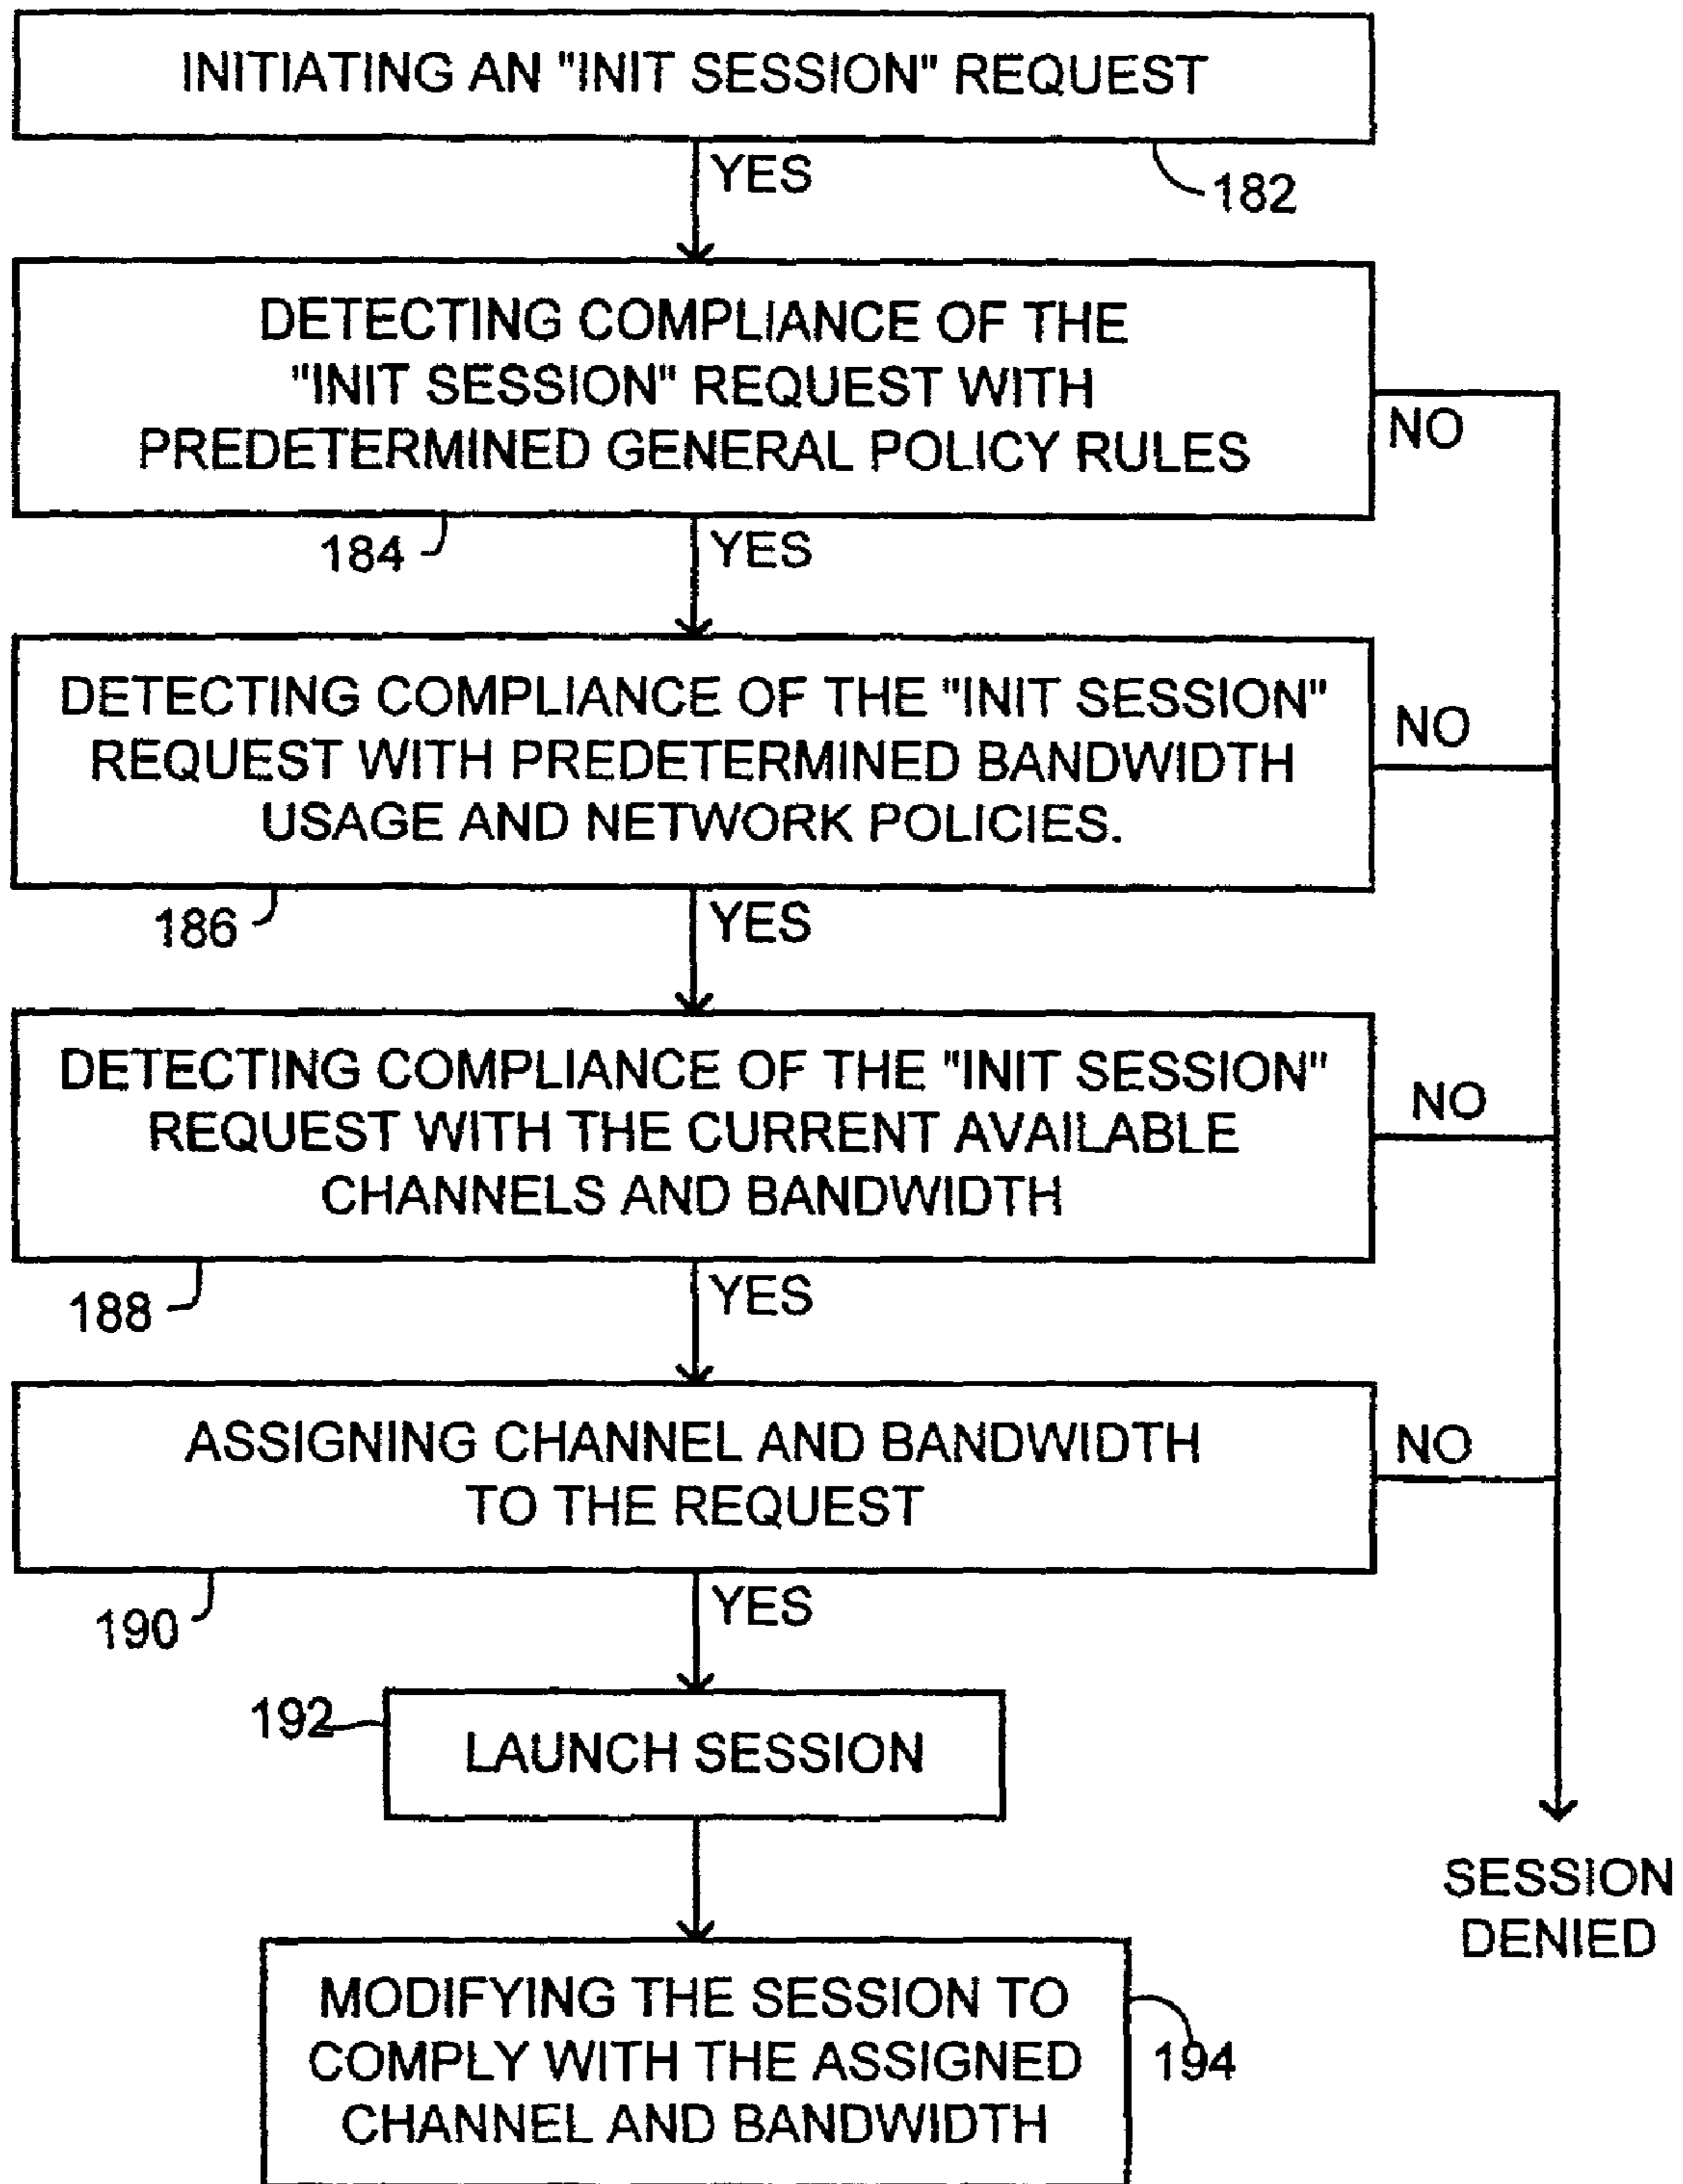 INITIATING AN "INIT SESSION" REQUEST
YES
182
DETECTING COMPLIANCE OF THE
"INIT SESSION" REQUEST WITH
PREDETERMINED GENERAL POLICY RULES
NO
184
YES
DETECTING COMPLIANCE OF THE "INIT SESSION"
REQUEST WITH PREDETERMINED BANDWIDTH
USAGE AND NETWORK POLICIES.
NO
186
YES
DETECTING COMPLIANCE OF THE "INIT SESSION"
REQUEST WITH THE CURRENT AVAILABLE
CHANNELS AND BANDWIDTH
NO
188
YES
ASSIGNING CHANNEL AND BANDWIDTH
TO THE REQUEST
NO
190
YES
192
LAUNCH SESSION
SESSION
DENIED
MODIFYING THE SESSION TO
COMPLY WITH THE ASSIGNED
CHANNEL AND BANDWIDTH
194